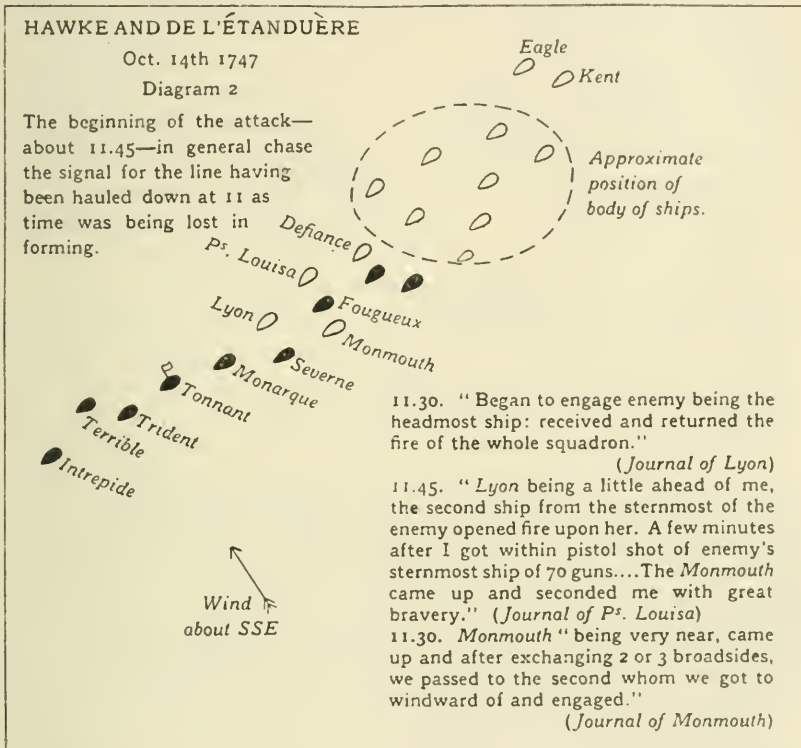 HAWKE AND DE L'ÉTANDUÈRE
Oct. 14th 1747
Diagram 2
The beginning of the attack—
about 11.45—in general chase
the signal for the line having
been hauled down at 11 as
time was being lost in
forming.
Eagle
Kent
Approximate
position of
body of ships.
Defiance
Ps. Louisa
Fougueux
Lyon
Monmouth
Severne
Monarque
Tonnant
Trident
Terrible
Intrepide
Wind
about SSE
11.30. "Began to engage enemy being the
headmost ship: received and returned the
fire of the whole squadron."
(Journal of Lyon)
11.45. "Lyon being a little ahead of me,
the second ship from the sternmost of the
enemy opened fire upon her. A few minutes
after I got within pistol shot of enemy's
sternmost ship of 70 guns....The Monmouth
came up and seconded me with great
bravery." (Journal of Ps. Louisa)
11.30. Monmouth "being very near, came
up and after exchanging 2 or 3 broadsides,
we passed to the second whom we got to
windward of and engaged."
(Journal of Monmouth)